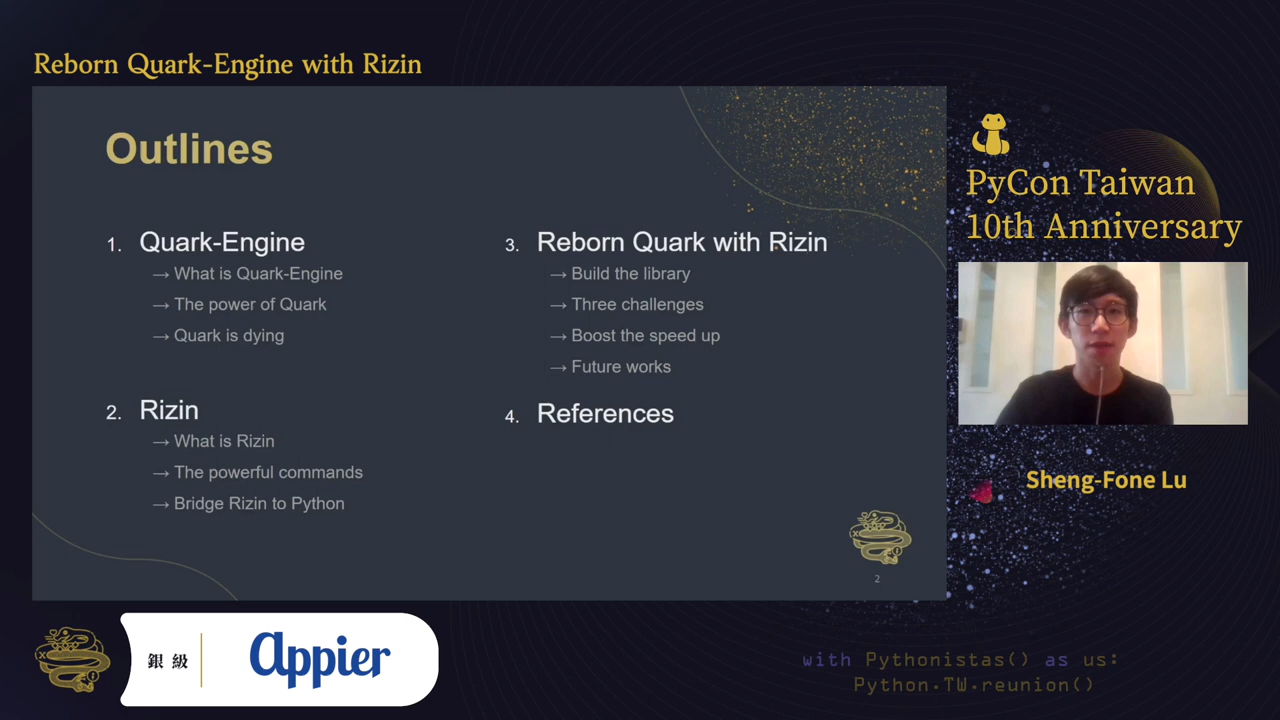 Reborn Quark-Engine with Rizin
Outlines
1. Quark-Engine
→ What is Quark-Engine
→ The power of Quark
→ Quark is dying
2. Rizin
→ What is Rizin
→ The powerful commands
→ Bridge Rizin to Python
3. Reborn Quark with Rizin
→ Build the library
→ Three challenges
→ Boost the speed up
→ Future works
4. References
2
PyCon Taiwan
10th Anniversary
Sheng-Fone Lu
銀級
appier
with Pythonistas() as us:
Python.TW.reunion()